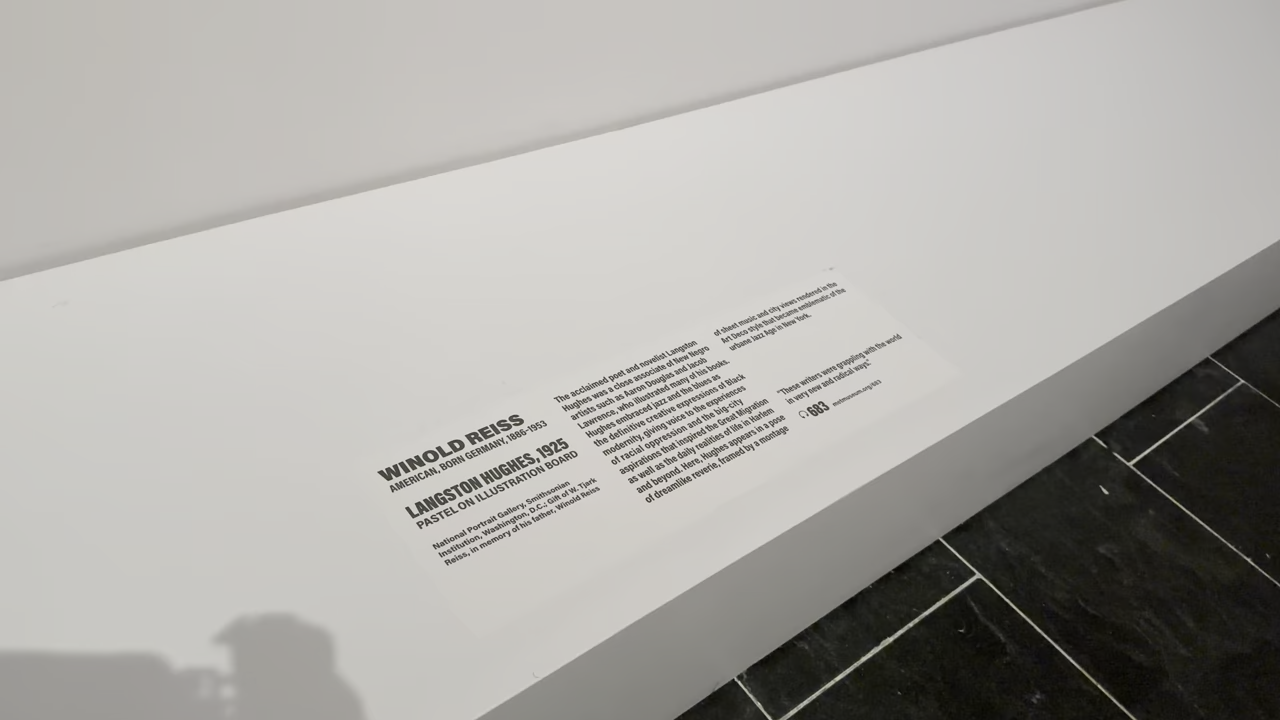 WINOLD REISS
AMERICAN, BORN GERMANY, 1886-1953
LANGSTON HUGHES, 1925
PASTEL ON ILLUSTRATION BOARD
National Portrait Gallery, Smithsonian
Institution, Washington, D.C.; Gift of W. Tjark
Reiss, in memory of his father, Winold Reiss
The acclaimed poet and novelist Langston
Hughes was a close associate of New Negro
artists such as Aaron Douglas and Jacob
Lawrence, who illustrated many of his books.
Hughes embraced jazz and the blues as
the definitive creative expressions of Black
modernity, giving voice to the experiences
of racial oppression and the big-city
aspirations that inspired the Great Migration
as well as the daily realities of life in Harlem
and beyond. Here, Hughes appears in a pose
of dreamlike reverie, framed by a montage
of sheet music and city views rendered in the
Art Deco style that became emblematic of the
urbane Jazz Age in New York.
"These writers were grappling with the world
in very new and radical ways."
683 metmuseum.org/683